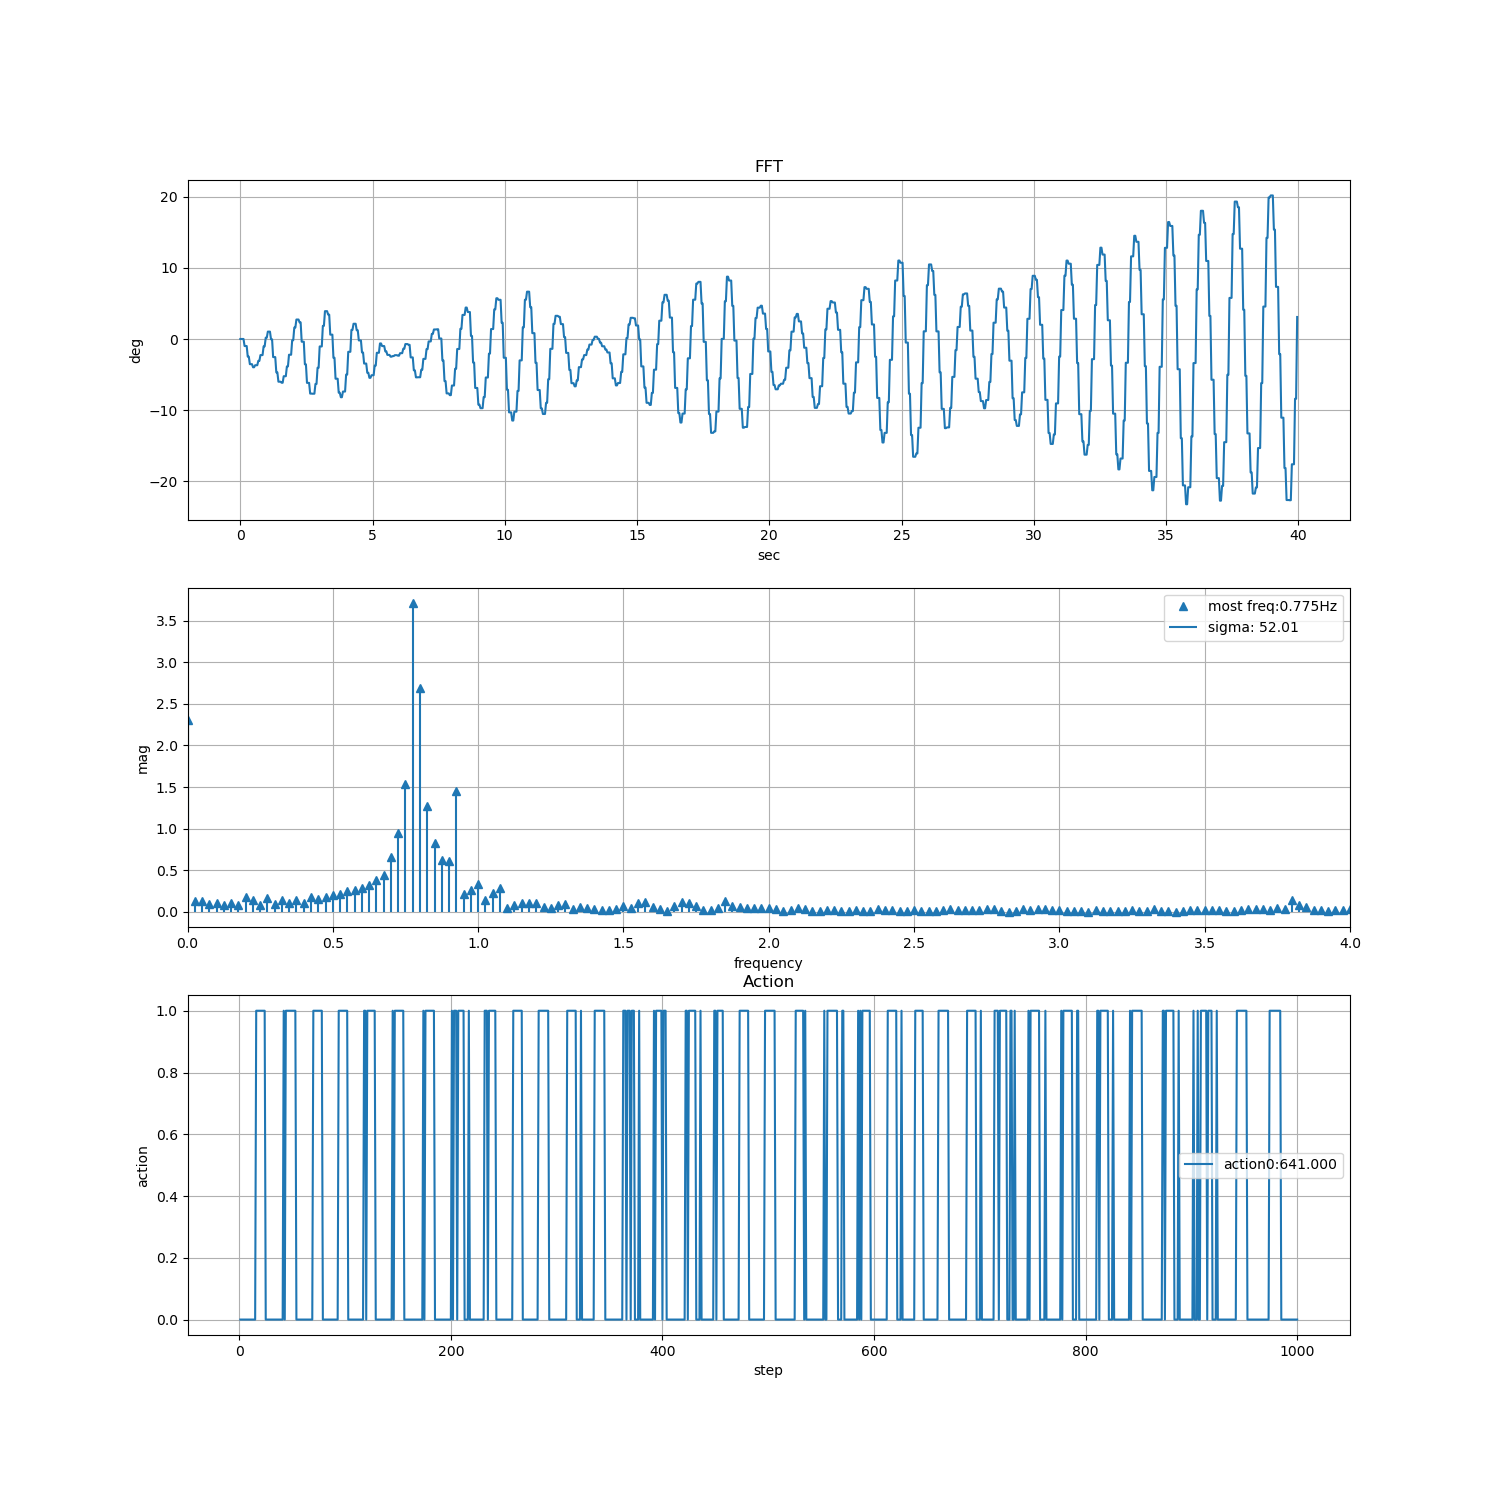 FFT
20
10
0
−10
−20
deg
0 5 10 15 20 25 30 35 40
sec
most freq:0.775Hz
sigma: 52.01
3.5
3.0
2.5
2.0
1.5
1.0
0.5
0.0
mag
0.0 0.5 1.0 1.5 2.0 2.5 3.0 3.5 4.0
frequency
Action
1.0
0.8
0.6
0.4
0.2
0.0
action
action0:641.000
0 200 400 600 800 1000
step